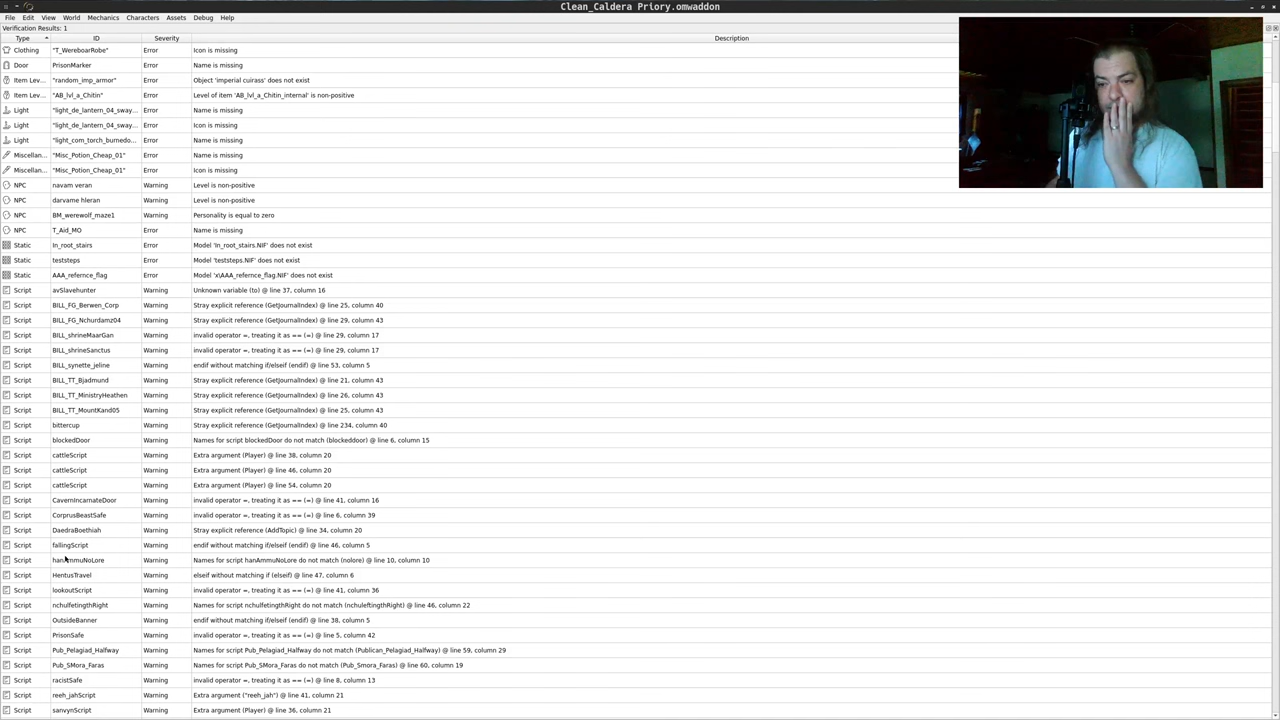 Clean_Caldera Priory.omwaddon
File Edit View World Mechanics Characters Assets Debug Help
Verification Results: 1
Type ID Severity Description
Clothing "T_WereboarRobe" Error Icon is missing
Door PrisonMarker Error Name is missing
Item Lev... "random_imp_armor" Error Object 'imperial cuirass' does not exist
Item Lev... "AB_lvl_a_Chitin" Error Level of item 'AB_lvl_a_Chitin_internal' is non-positive
Light "light_de_lantern_04_sway... Error Name is missing
Light "light_de_lantern_04_sway... Error Icon is missing
Light "light_com_torch_burnedo... Error Name is missing
Miscellan... "Misc_Potion_Cheap_01" Error Name is missing
Miscellan... "Misc_Potion_Cheap_01" Error Icon is missing
NPC navam veran Warning Level is non-positive
NPC darvame hleran Warning Level is non-positive
NPC BM_werewolf_maze1 Warning Personality is equal to zero
NPC T_Aid_MO Error Name is missing
Static In_root_stairs Error Model 'In_root_stairs.NIF' does not exist
Static teststeps Error Model 'teststeps.NIF' does not exist
Static AAA_refernce_flag Error Model 'x\AAA_refernce_flag.NIF' does not exist
Script avSlavehunter Warning Unknown variable (to) @ line 37, column 16
Script BILL_FG_Berwen_Corp Warning Stray explicit reference (GetJournalIndex) @ line 25, column 40
Script BILL_FG_Nchurdamz04 Warning Stray explicit reference (GetJournalIndex) @ line 29, column 43
Script BILL_shrineMaarGan Warning invalid operator =, treating it as == (=) @ line 29, column 17
Script BILL_shrineSanctus Warning invalid operator =, treating it as == (=) @ line 29, column 17
Script BILL_synette_jeline Warning endif without matching if/elseif (endif) @ line 53, column 5
Script BILL_TT_Bjadmund Warning Stray explicit reference (GetJournalIndex) @ line 21, column 43
Script BILL_TT_MinistryHeathen Warning Stray explicit reference (GetJournalIndex) @ line 26, column 43
Script BILL_TT_MountKand05 Warning Stray explicit reference (GetJournalIndex) @ line 25, column 43
Script bittercup Warning Stray explicit reference (GetJournalIndex) @ line 234, column 40
Script blockedDoor Warning Names for script blockedDoor do not match (blockeddoor) @ line 6, column 15
Script cattleScript Warning Extra argument (Player) @ line 38, column 20
Script cattleScript Warning Extra argument (Player) @ line 46, column 20
Script cattleScript Warning Extra argument (Player) @ line 54, column 20
Script CavernIncarnateDoor Warning invalid operator =, treating it as == (=) @ line 41, column 16
Script CorprusBeastSafe Warning invalid operator =, treating it as == (=) @ line 6, column 39
Script DaedraBoethiah Warning Stray explicit reference (AddTopic) @ line 34, column 20
Script fallingScript Warning endif without matching if/elseif (endif) @ line 46, column 5
Script hanAmmuNoLore Warning Names for script hanAmmuNoLore do not match (nolore) @ line 10, column 10
Script HentusTravel Warning elseif without matching if (elseif) @ line 47, column 6
Script lookoutScript Warning invalid operator =, treating it as == (=) @ line 41, column 36
Script nchulfetingthRight Warning Names for script nchulfetingthRight do not match (nchuleftingthRight) @ line 46, column 22
Script OutsideBanner Warning endif without matching if/elseif (endif) @ line 38, column 5
Script PrisonSafe Warning invalid operator =, treating it as == (=) @ line 5, column 42
Script Pub_Pelagiad_Halfway Warning Names for script Pub_Pelagiad_Halfway do not match (Publican_Pelagiad_Halfway) @ line 59, column 29
Script Pub_SMora_Faras Warning Names for script Pub_SMora_Faras do not match (Pub_Smora_Faras) @ line 60, column 19
Script racistSafe Warning invalid operator =, treating it as == (=) @ line 8, column 13
Script reeh_jahScript Warning Extra argument ("reeh_jah") @ line 41, column 21
Script sanvynScript Warning Extra argument (Player) @ line 36, column 21